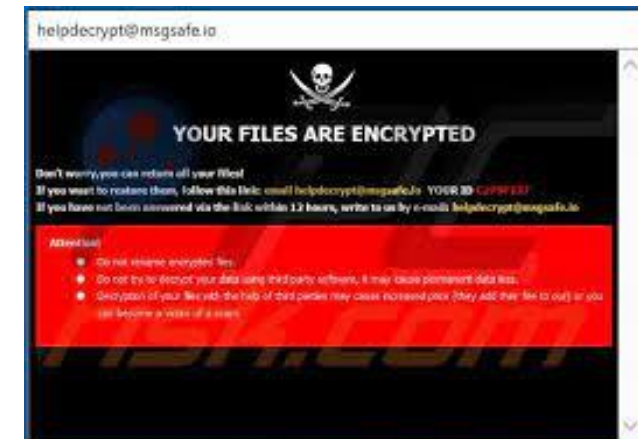 helpdecrypt@msgsafe.io
YOUR FILES ARE ENCRYPTED
Don't worry,you can return all your files!
If you want to restore them, follow this link: email helpdecrypt@msgsafe.io YOUR ID
If you have not been answered via the link within 12 hours, write to us by e-mail: helpdecrypt@msgsafe.io
Attention!
Do not rename encrypted files.
Do not try to decrypt your data using third party software, it may cause permanent data loss.
Decryption of your files with the help of third parties may cause increased price (they add their fee to our) or you
can become a victim of a scam.
risk.com